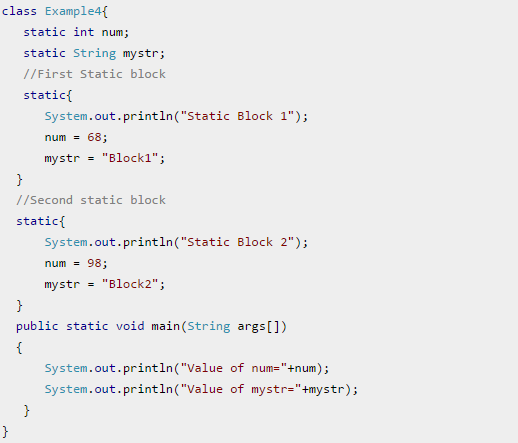 class Example4{
static int num;
static String mystr;
//First Static block
static{
System.out.println("Static Block 1");
num = 68;
mystr = "Block1";
}
//Second static block
static{
System.out.println("Static Block 2");
num = 98;
mystr = "Block2";
}
public static void main(String args[])
{
System.out.println("Value of num="+num);
System.out.println("Value of mystr="+mystr);
}
}